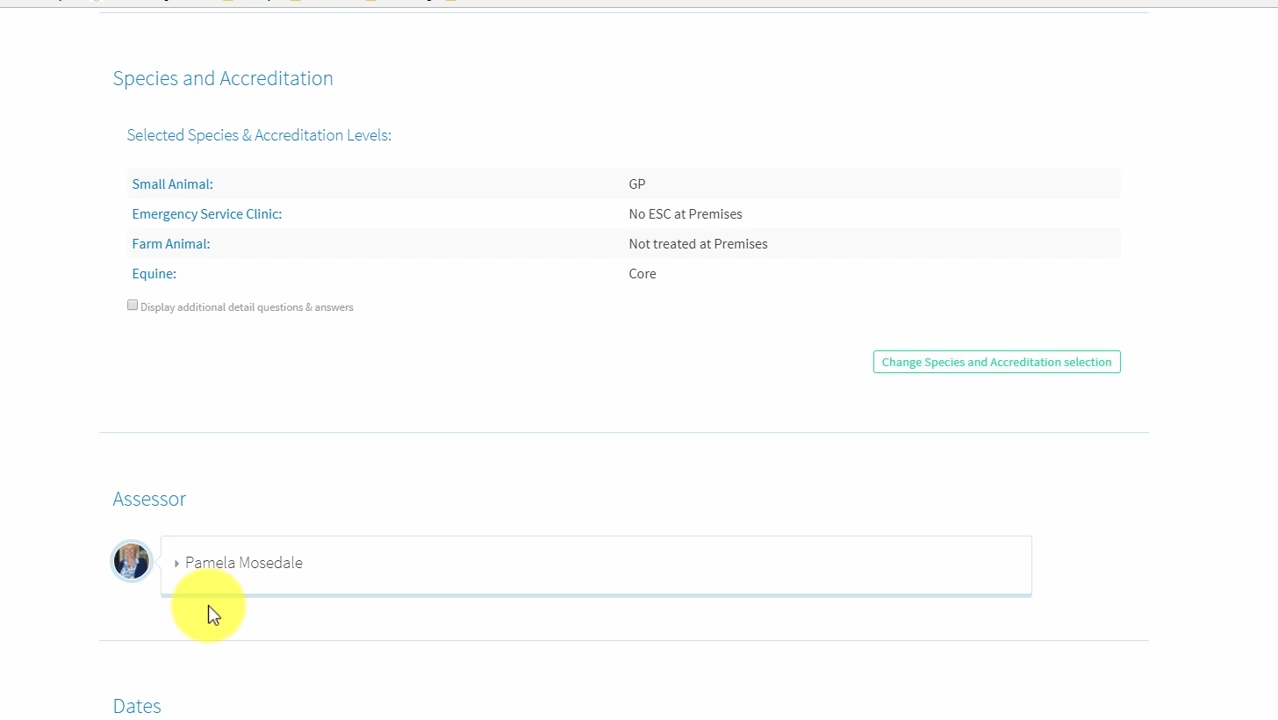 Species and Accreditation
Selected Species & Accreditation Levels:
Small Animal: GP
Emergency Service Clinic: No ESC at Premises
Farm Animal: Not treated at Premises
Equine: Core
Display additional detail questions & answers
Change Species and Accreditation selection
Assessor
Pamela Mosedale
Dates